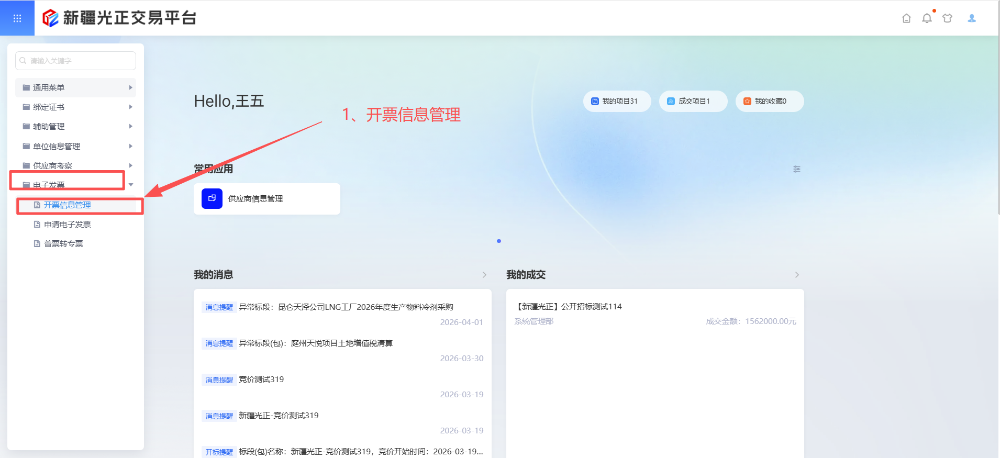 新疆光正交易平台
请输入关键字
通用菜单
绑定证书
辅助管理
单位信息管理
供应商考察
电子发票
开票信息管理
申请电子发票
普票转专票
Hello,王五
1、开票信息管理
我的项目31
成交项目1
我的收藏0
常用应用
供应商信息管理
我的消息
消息提醒 异常标段：昆仑天泽公司LNG工厂2026年度生产物料冷剂采购
2026-04-01
消息提醒 异常标段(包)：庭州天悦项目土地增值税清算
2026-03-30
消息提醒 竞价测试319
2026-03-19
消息提醒 新疆光正-竞价测试319
2026-03-19
开标提醒 标段(包)名称：新疆光正-竞价测试319，竞价开始时间：2026-03-19...
我的成交
【新疆光正】公开招标测试114
系统管理部 成交金额：1562000.00元